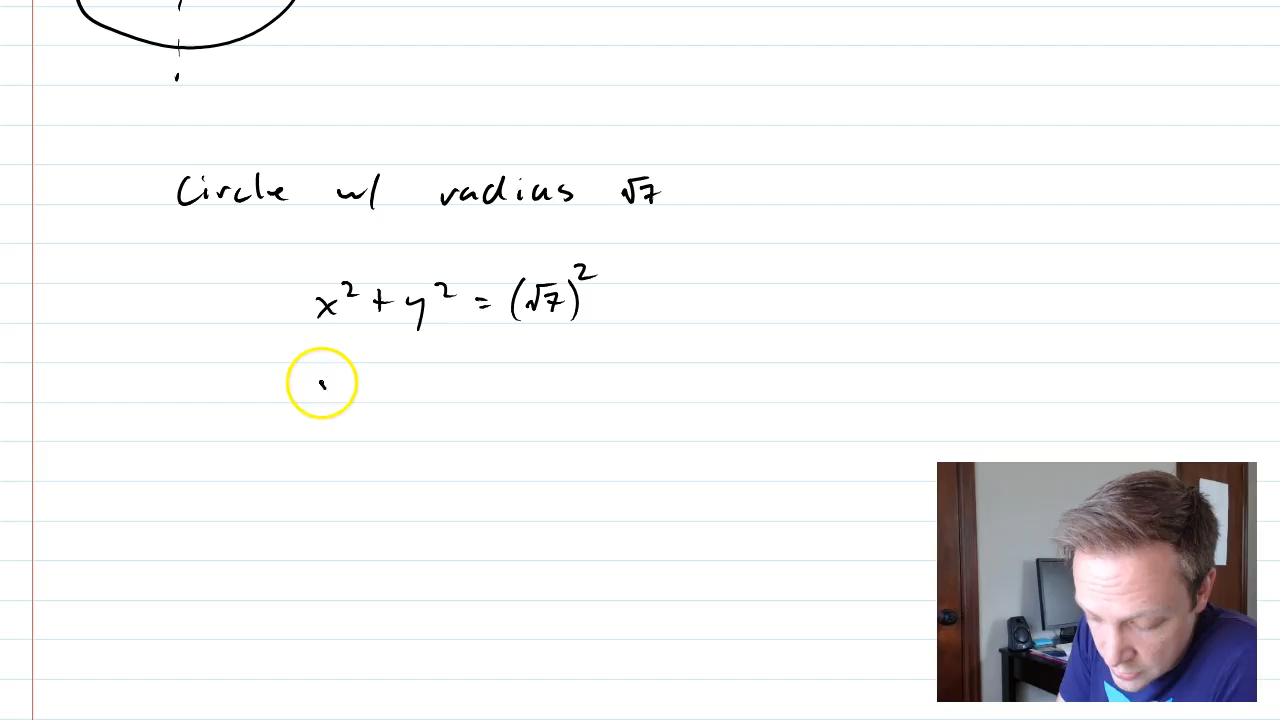 Circle w/ radius √7
x² + y² = (√7)²